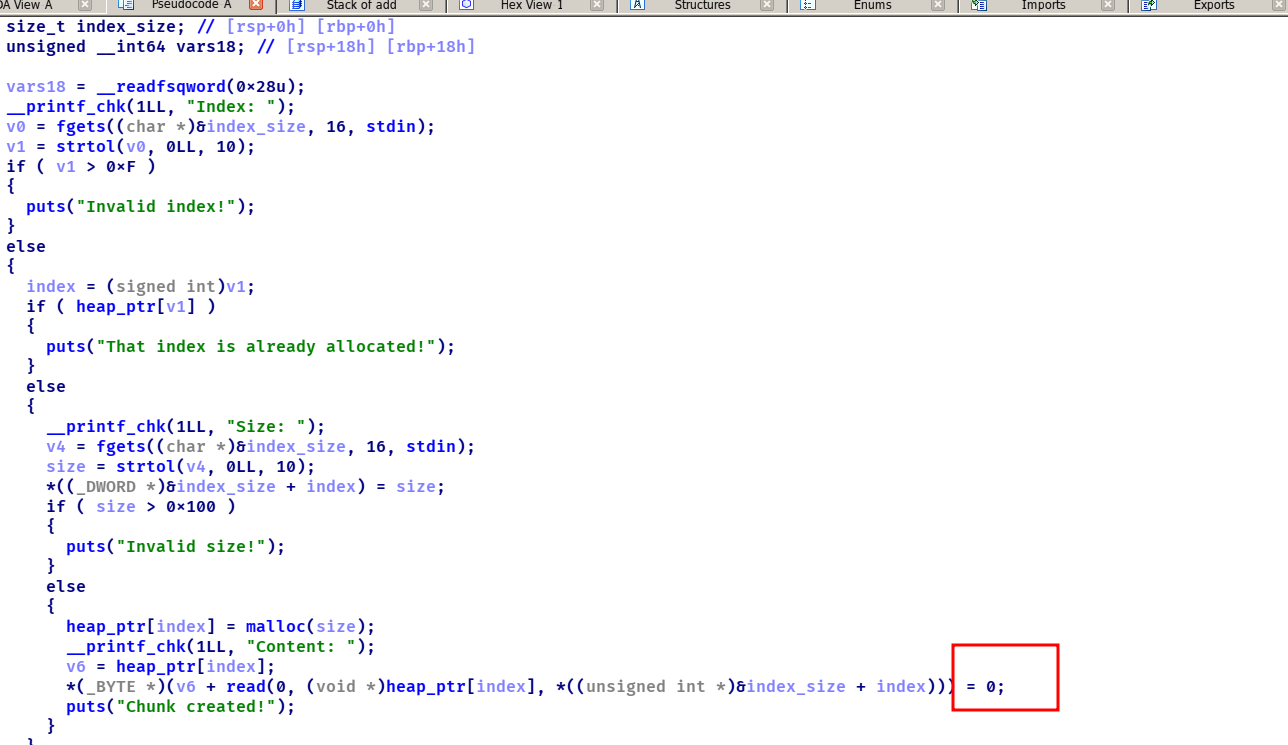 DA View A Pseudocode A Stack of add Hex View 1 Structures Enums Imports Exports
size_t index_size; // [rsp+0h] [rbp+0h]
unsigned __int64 vars18; // [rsp+18h] [rbp+18h]
vars18 = __readfsqword(0×28u);
__printf_chk(1LL, "Index: ");
v0 = fgets((char *)&index_size, 16, stdin);
v1 = strtol(v0, 0LL, 10);
if ( v1 > 0×F )
{
puts("Invalid index!");
}
else
{
index = (signed int)v1;
if ( heap_ptr[v1] )
{
puts("That index is already allocated!");
}
else
{
__printf_chk(1LL, "Size: ");
v4 = fgets((char *)&index_size, 16, stdin);
size = strtol(v4, 0LL, 10);
*((_DWORD *)&index_size + index) = size;
if ( size > 0×100 )
{
puts("Invalid size!");
}
else
{
heap_ptr[index] = malloc(size);
__printf_chk(1LL, "Content: ");
v6 = heap_ptr[index];
*(_BYTE *)(v6 + read(0, (void *)heap_ptr[index], *((unsigned int *)&index_size + index))) = 0;
puts("Chunk created!");
}
}